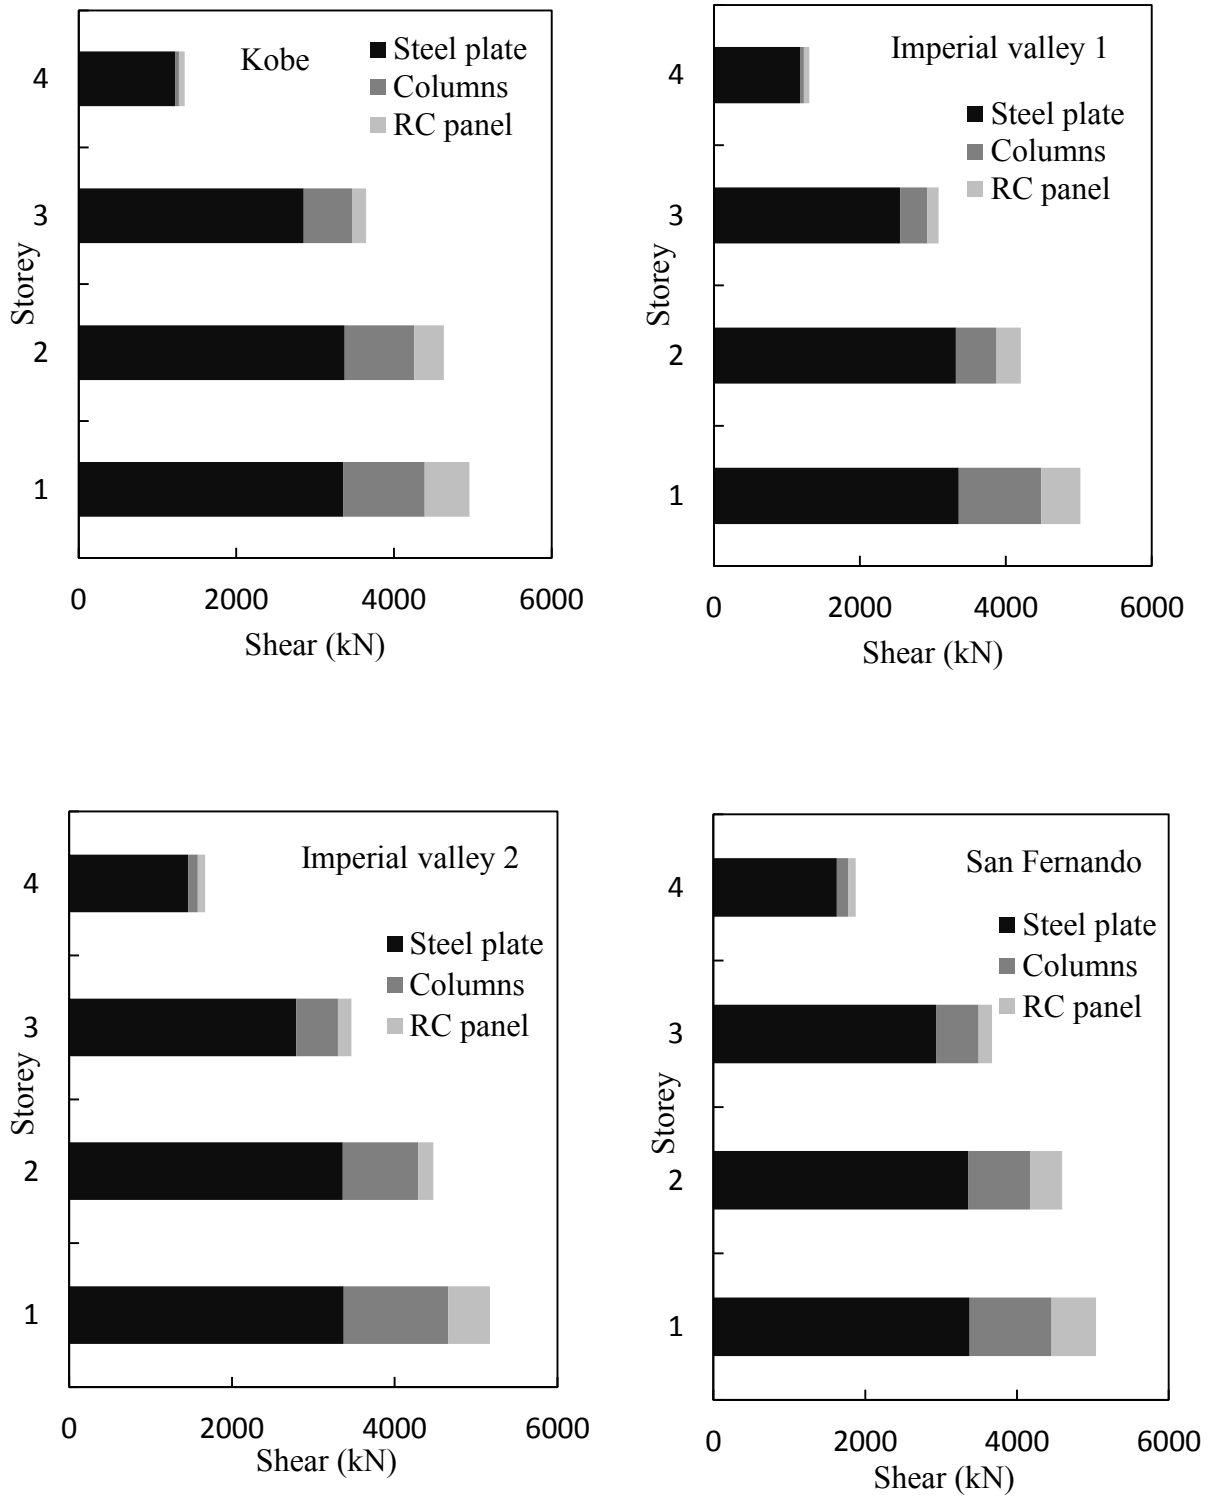 Kobe
Steel plate
Columns
RC panel
4
3
2
1
Storey
0 2000 4000 6000
Shear (kN)
Imperial valley 1
Steel plate
Columns
RC panel
4
3
2
1
Storey
0 2000 4000 6000
Shear (kN)
Imperial valley 2
Steel plate
Columns
RC panel
4
3
2
1
Storey
0 2000 4000 6000
Shear (kN)
San Fernando
Steel plate
Columns
RC panel
4
3
2
1
Storey
0 2000 4000 6000
Shear (kN)